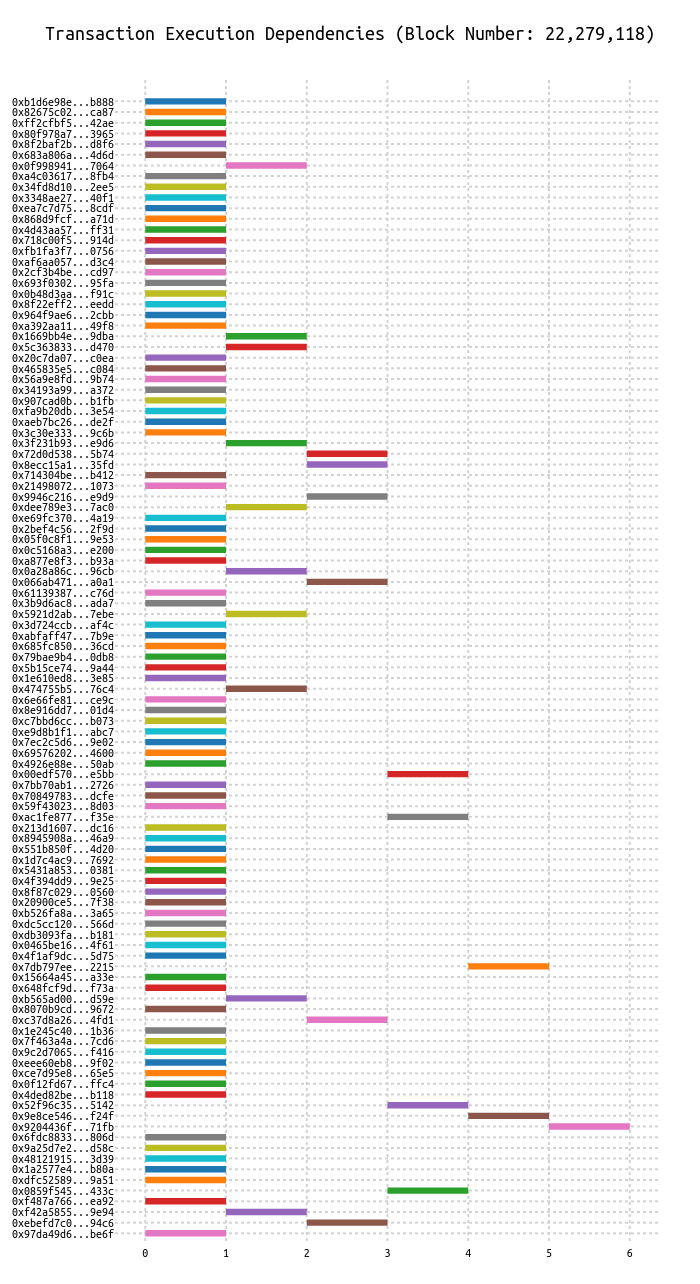 Transaction Execution Dependencies (Block Number: 22,279,118)
0xb1d6e98e...b888
0x82675c02...ca87
0xff2cfbf5...42ae
0x80f978a7...3965
0x8f2baf2b...d8f6
0x683a806a...4d6d
0x0f998941...7064
0xa4c03617...8fb4
0x34fd8d10...2ee5
0x3348ae27...40f1
0xea7c7d75...8cdf
0x868d9fcf...a71d
0x4d43aa57...ff31
0x718c00f5...914d
0xfb1fa3f7...0756
0xaf6aa057...d3c4
0x2cf3b4be...cd97
0x693f0302...95fa
0x0b48d3aa...f91c
0x8f22eff2...eedd
0x964f9ae6...2cbb
0xa392aa11...49f8
0x1669bb4e...9dba
0x5c363833...d470
0x20c7da07...c0ea
0x465835e5...c084
0x56a9e8fd...9b74
0x34193a99...a372
0x907cad0b...b1fb
0xfa9b20db...3e54
0xaeb7bc26...de2f
0x3c30e333...9c6b
0x3f231b93...e9d6
0x72d0d538...5b74
0x8ecc15a1...35fd
0x714304be...b412
0x21498072...1073
0x9946c216...e9d9
0xdee789e3...7ac0
0xe69fc370...4a19
0x2bef4c56...2f9d
0x05f0c8f1...9e53
0x0c5168a3...e200
0xa877e8f3...b93a
0x0a28a86c...96cb
0x066ab471...a0a1
0x61139387...c76d
0x3b9d6ac8...ada7
0x5921d2ab...7ebe
0x3d724ccb...af4c
0xabfaff47...7b9e
0x685fc850...36cd
0x79bae9b4...0db8
0x5b15ce74...9a44
0x1e610ed8...3e85
0x474755b5...76c4
0x6e66fe81...ce9c
0x8e916dd7...01d4
0xc7bbd6cc...b073
0xe9d8b1f1...abc7
0x7ec2c5d6...9e02
0x69576202...4600
0x4926e88e...50ab
0x00edf570...e5bb
0x7bb70ab1...2726
0x70849783...dcfe
0x59f43023...8d03
0xac1fe877...f35e
0x213d1607...dc16
0x8945908a...46a9
0x551b850f...4d20
0x1d7c4ac9...7692
0x5431a853...0381
0x4f394dd9...9e25
0x8f87c029...0560
0x20900ce5...7f38
0xb526fa8a...3a65
0xdc5cc120...566d
0xdb3093fa...b181
0x0465be16...4f61
0x4f1af9dc...5d75
0x7db797ee...2215
0x15664a45...a33e
0x648fcf9d...f73a
0xb565ad00...d59e
0x8070b9cd...9672
0xc37d8a26...4fd1
0x1e245c40...1b36
0x7f463a4a...7cd6
0x9c2d7065...f416
0xeee60eb8...9f02
0xce7d95e8...65e5
0x0f12fd67...ffc4
0x4ded82be...b118
0x52f96c35...5142
0x9e8ce546...f24f
0x9204436f...71fb
0x6fdc8833...806d
0x9a25d7e2...d58c
0x48121915...3d39
0x1a2577e4...b80a
0xdfc52589...9a51
0x0859f545...433c
0xf487a766...ea92
0xf42a5855...9e94
0xebefd7c0...94c6
0x97da49d6...be6f
0 1 2 3 4 5 6